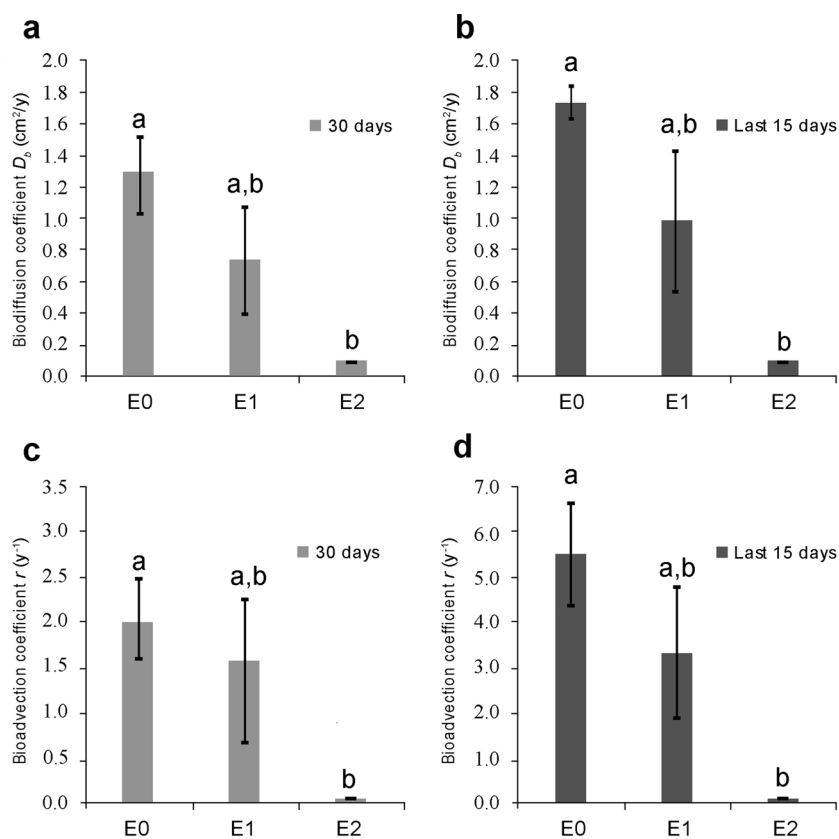 a
Biodiffusion coefficient D_b (cm²/y)
2.0
1.8
1.6
1.4
1.2
1.0
0.8
0.6
0.4
0.2
0.0
a
a,b
b
30 days
E0 E1 E2
b
Biodiffusion coefficient D_b (cm²/y)
2.0
1.8
1.6
1.4
1.2
1.0
0.8
0.6
0.4
0.2
0.0
a
a,b
b
Last 15 days
E0 E1 E2
c
Bioadvection coefficient r (y⁻¹)
3.5
3.0
2.5
2.0
1.5
1.0
0.5
0.0
a
a,b
b
30 days
E0 E1 E2
d
Bioadvection coefficient r (y⁻¹)
7.0
6.0
5.0
4.0
3.0
2.0
1.0
0.0
a
a,b
b
Last 15 days
E0 E1 E2